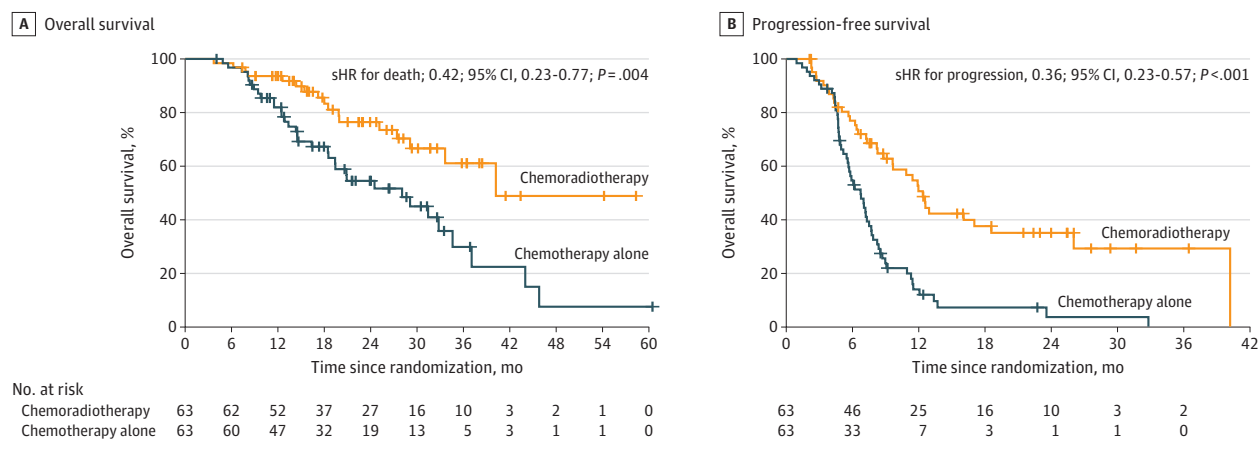 A Overall survival
100
80
60
40
20
0
Overall survival, %
sHR for death; 0.42; 95% CI, 0.23-0.77; P = .004
Chemoradiotherapy
Chemotherapy alone
0 6 12 18 24 30 36 42 48 54 60
Time since randomization, mo
No. at risk
Chemoradiotherapy 63 62 52 37 27 16 10 3 2 1 0
Chemotherapy alone 63 60 47 32 19 13 5 3 1 1 0
B Progression-free survival
100
80
60
40
20
0
Overall survival, %
sHR for progression, 0.36; 95% CI, 0.23-0.57; P <.001
Chemoradiotherapy
Chemotherapy alone
0 6 12 18 24 30 36 42
Time since randomization, mo
63 46 25 16 10 3 2
63 33 7 3 1 1 0